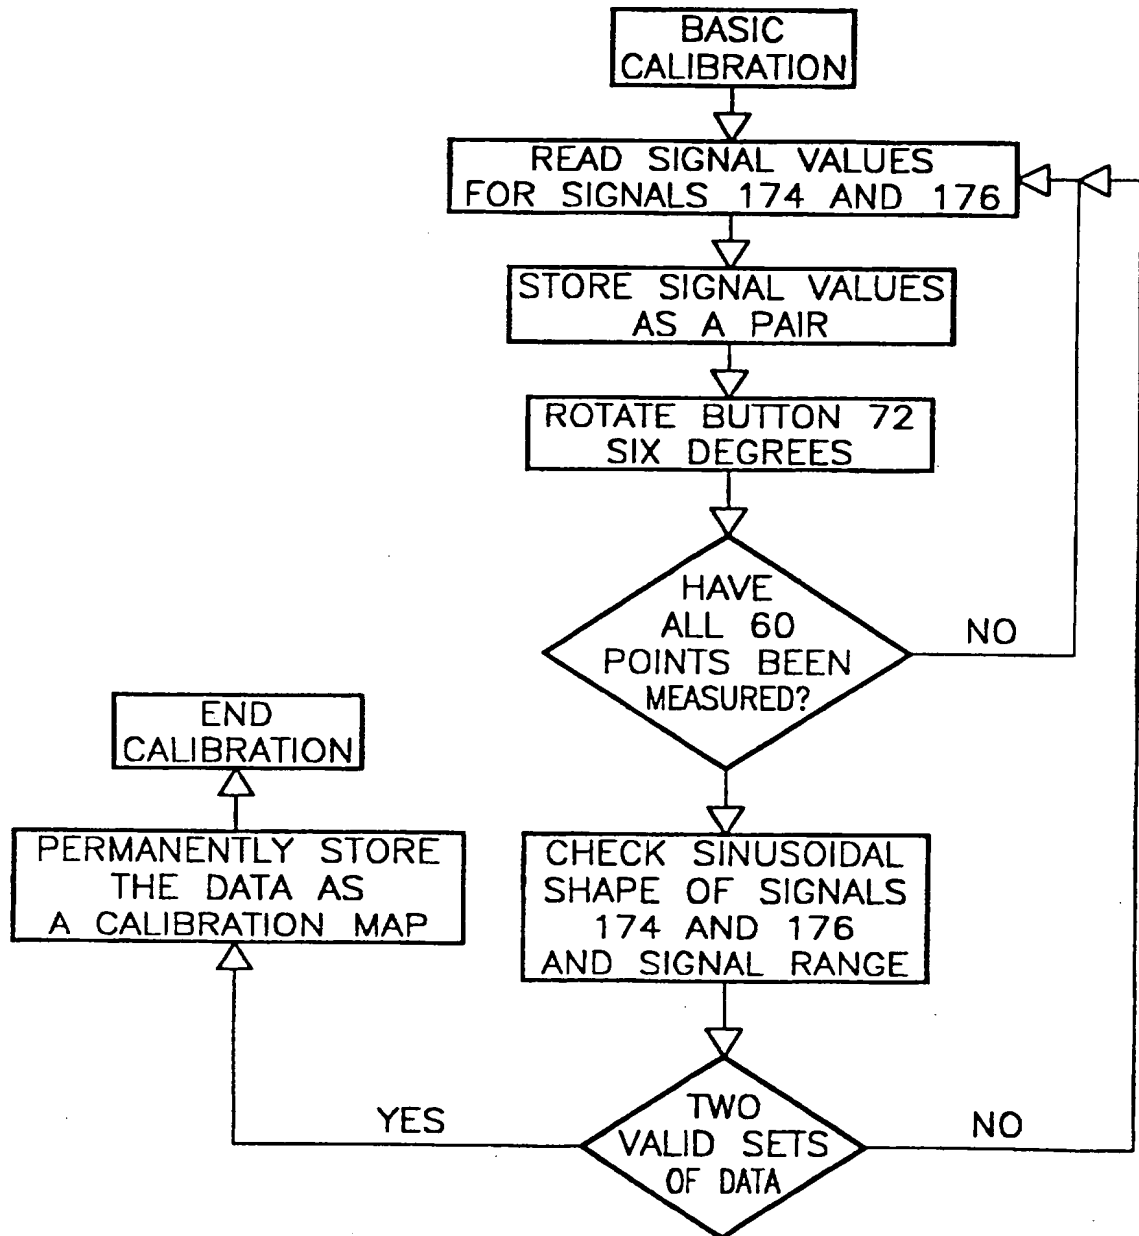 BASIC
CALIBRATION
READ SIGNAL VALUES
FOR SIGNALS 174 AND 176
STORE SIGNAL VALUES
AS A PAIR
ROTATE BUTTON 72
SIX DEGREES
HAVE
ALL 60
POINTS BEEN
MEASURED?
NO
END
CALIBRATION
PERMANENTLY STORE
THE DATA AS
A CALIBRATION MAP
CHECK SINUSOIDAL
SHAPE OF SIGNALS
174 AND 176
AND SIGNAL RANGE
YES
TWO
VALID SETS
OF DATA
NO